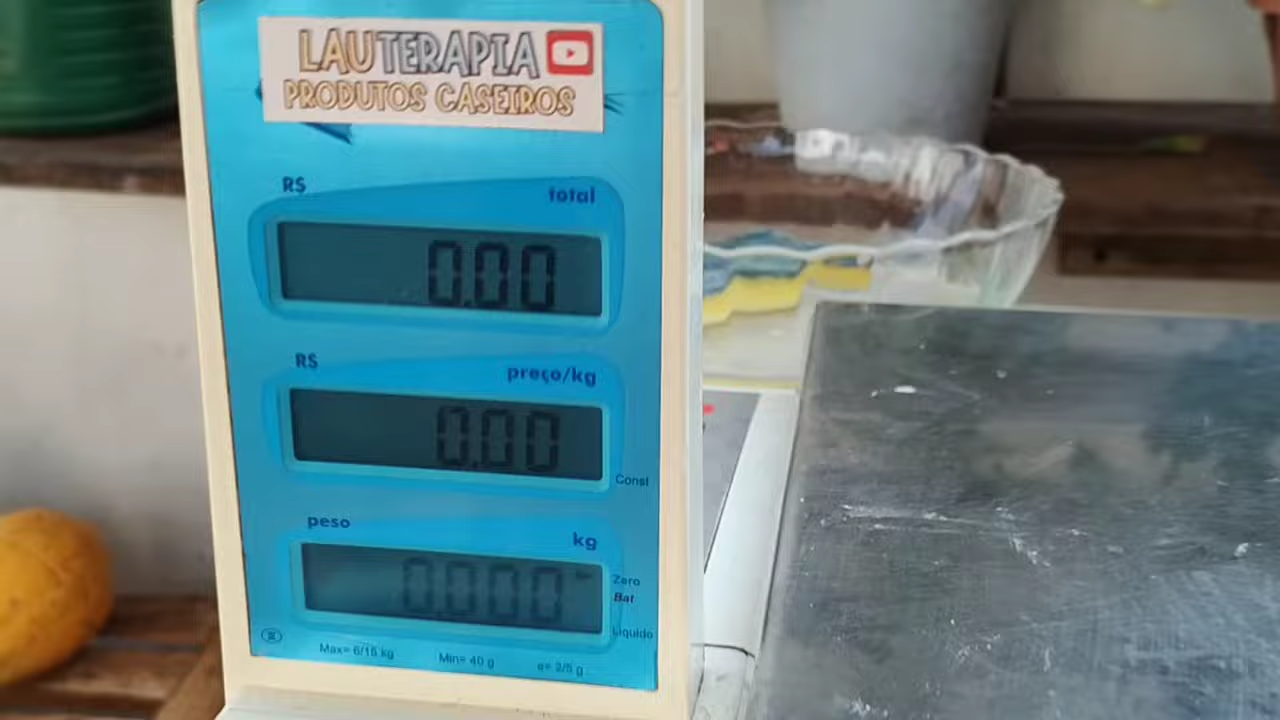 LAUTERAPIA
PRODUTOS CASEIROS
R$ total
0.00
R$ preço/kg
0.00
Const
peso kg
0.000
Zero
Bat
Líquido
Max= 6/15 kg Min= 40 g e= 2/5 g